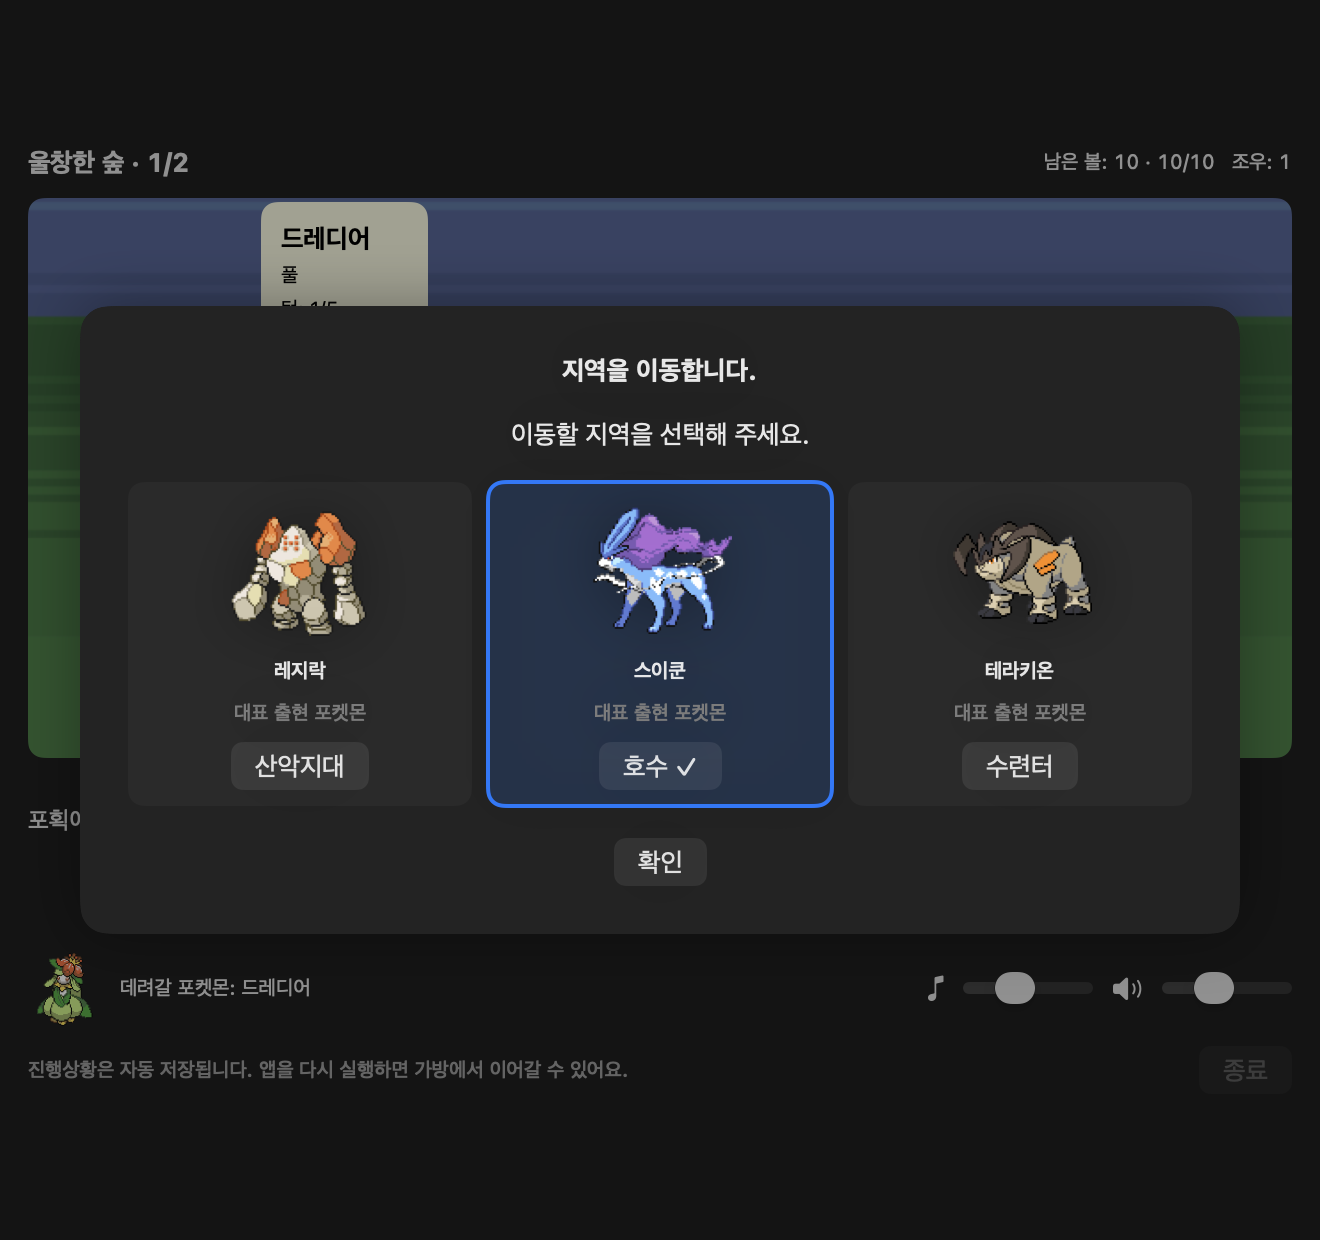 울창한 숲 · 1/2
남은 볼: 10 · 10/10 조우: 1
드레디어
풀
턴 1/5
지역을 이동합니다.
이동할 지역을 선택해 주세요.
레지락
대표 출현 포켓몬
산악지대
스이쿤
대표 출현 포켓몬
호수 ✓
테라키온
대표 출현 포켓몬
수련터
포획
확인
데려갈 포켓몬: 드레디어
진행상황은 자동 저장됩니다. 앱을 다시 실행하면 가방에서 이어갈 수 있어요.
종료